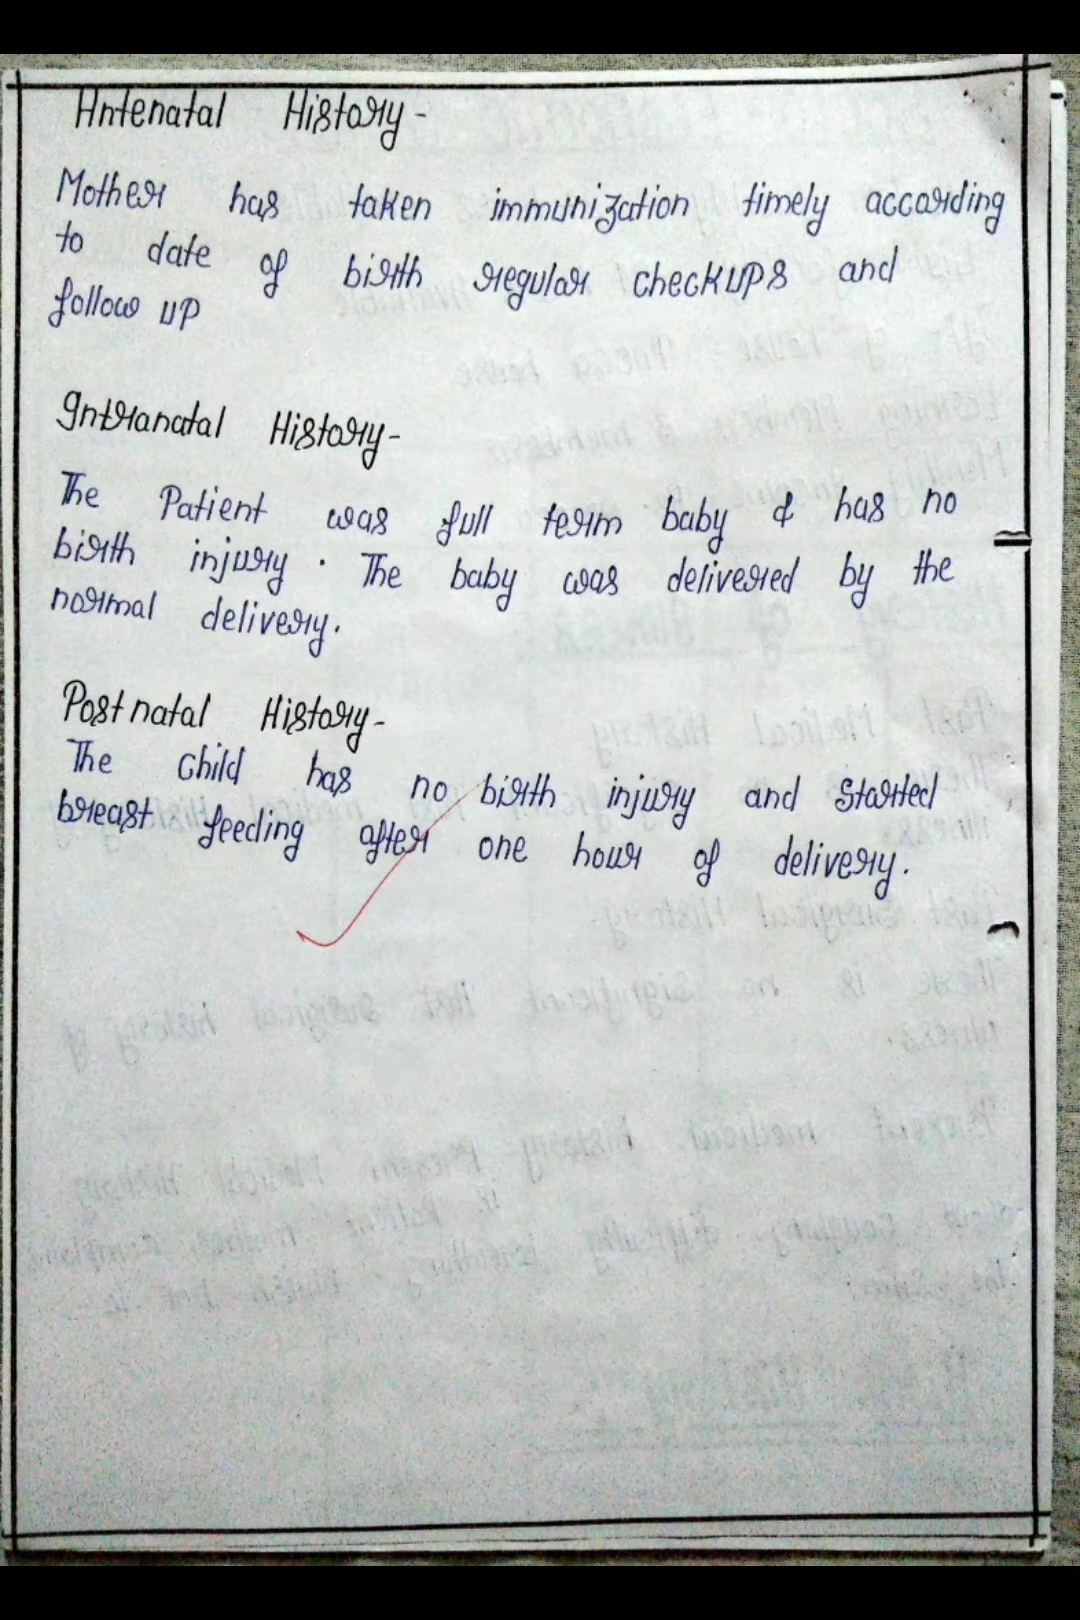 Antenatal History-
Mother has taken immunization timely according
to date of birth regular checkups and
follow up
Intranatal History-
The Patient was full term baby & has no
birth injury. The baby was delivered by the
normal delivery.
Postnatal History-
The Child has no birth injury and started
breast feeding after one hour of delivery.